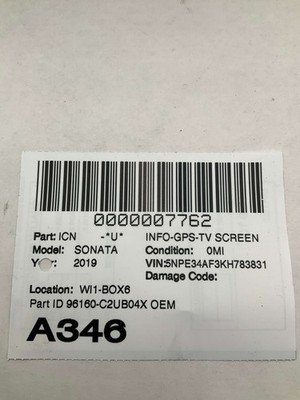 0000007762
Part: ICN -*U* INFO-GPS-TV SCREEN
Model: SONATA Condition: 0MI
Year: 2019 VIN:5NPE34AF3KH783831
Damage Code:
Location: WI1-BOX6
Part ID 96160-C2UB04X OEM
A346